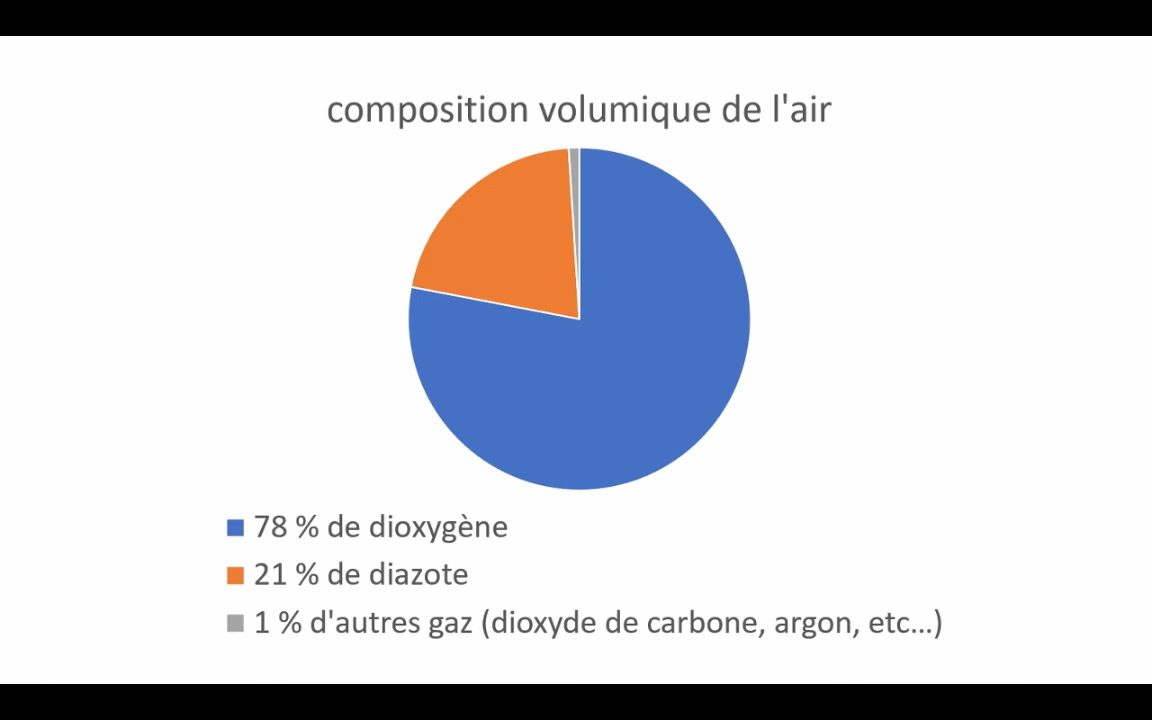 composition volumique de l'air
78 % de dioxygène
21 % de diazote
1 % d'autres gaz (dioxyde de carbone, argon, etc...)